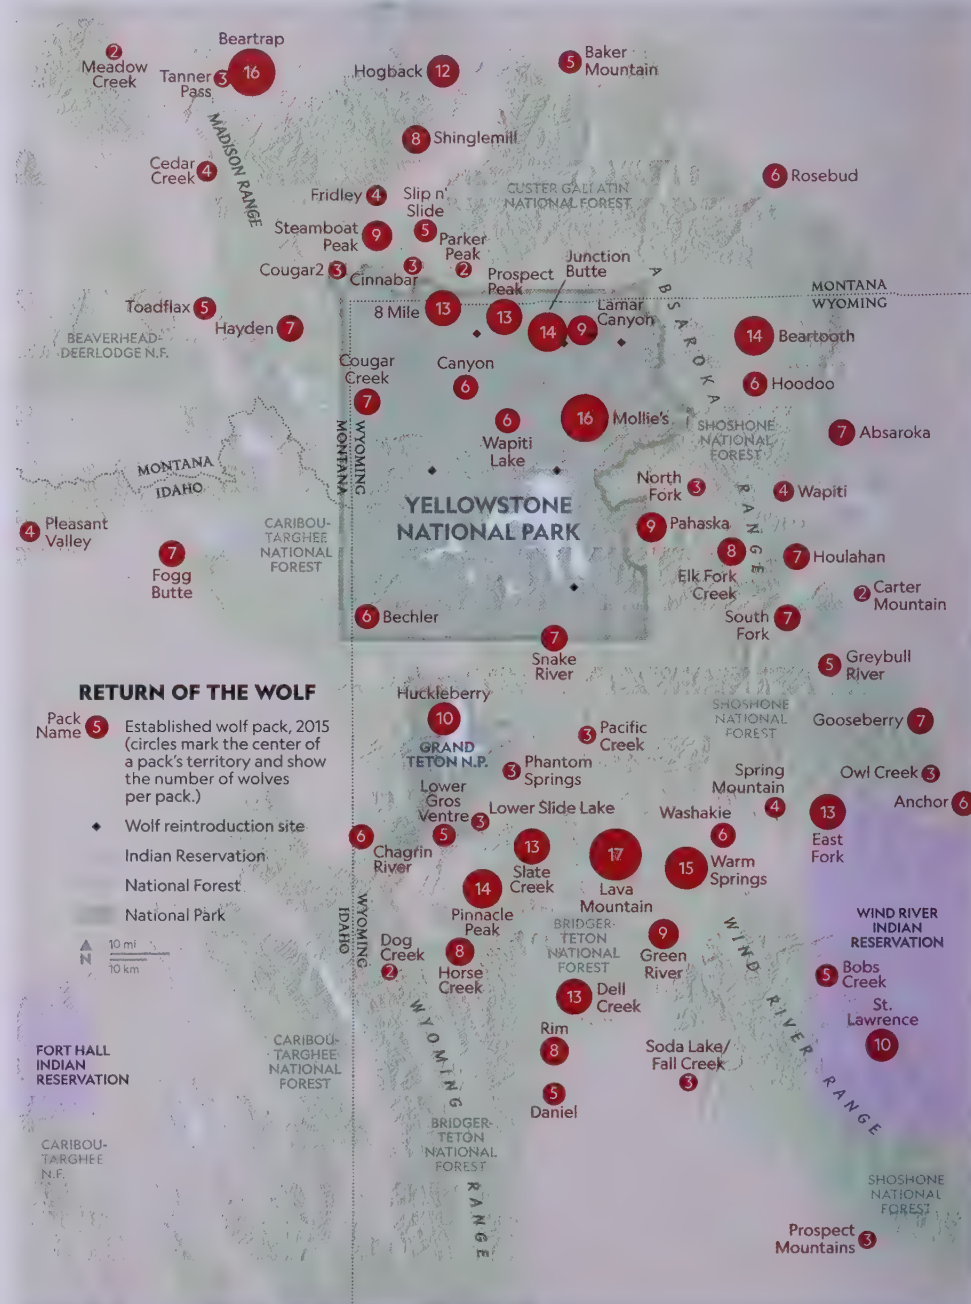 Beartrap
2
Meadow
Creek
Tanner
Pass
3
16
Hogback
12
5
Baker
Mountain
8
Shinglemill
MADISON RANGE
Cedar
Creek
4
6
Rosebud
Fridley
4
Slip n'
Slide
5
CUSTER GALLATIN
NATIONAL FOREST
Steamboat
Peak
9
Parker
Peak
2
Cougar2
3
Cinnabar
3
Junction
Butte
14
Prospect
Peak
13
ABSAROKA RANGE
MONTANA
WYOMING
Toadflax
5
8 Mile
13
Lamar
Canyon
9
Hayden
7
14
Beartooth
BEAVERHEAD-
DEERLODGE N.F.
Cougar
Creek
7
Canyon
6
6
Hoodoo
6
Wapiti
Lake
16
Mollie's
7
Absaroka
SHOSHONE
NATIONAL
FOREST
MONTANA
WYOMING
MONTANA
IDAHO
North
Fork
3
4
Wapiti
YELLOWSTONE
NATIONAL PARK
4
Pleasant
Valley
CARIBOU-
TARGHEE
NATIONAL
FOREST
9
Pahaska
7
Fogg
Butte
8
Elk Fork
Creek
7
Houlahan
2
Carter
Mountain
6
Bechler
South
Fork
7
7
Snake
River
5
Greybull
River
RETURN OF THE WOLF
Pack
Name
5
Established wolf pack, 2015
(circles mark the center of
a pack's territory and show
the number of wolves
per pack.)
Wolf reintroduction site
Indian Reservation
National Forest
National Park
N
10 mi
10 km
Huckleberry
10
GRAND
TETON N.P.
SHOSHONE
NATIONAL
FOREST
Gooseberry
7
3
Pacific
Creek
3
Phantom
Springs
Spring
Mountain
4
Owl Creek
3
Lower
Gros
Ventre
5
3
Lower Slide Lake
Washakie
6
13
East
Fork
Anchor
6
6
Chagrin
River
13
Slate
Creek
17
Lava
Mountain
15
Warm
Springs
14
Pinnacle
Peak
IDAHO
WYOMING
BRIDGER-
TETON
NATIONAL
FOREST
9
Green
River
WIND RIVER RANGE
WIND RIVER
INDIAN
RESERVATION
Dog
Creek
2
8
Horse
Creek
5
Bobs
Creek
13
Dell
Creek
WYOMING RANGE
St.
Lawrence
10
Rim
8
Soda Lake/
Fall Creek
3
FORT HALL
INDIAN
RESERVATION
CARIBOU-
TARGHEE
NATIONAL
FOREST
5
Daniel
BRIDGER-
TETON
NATIONAL
FOREST
CARIBOU-
TARGHEE
N.F.
SHOSHONE
NATIONAL
FOREST
Prospect
Mountains
3